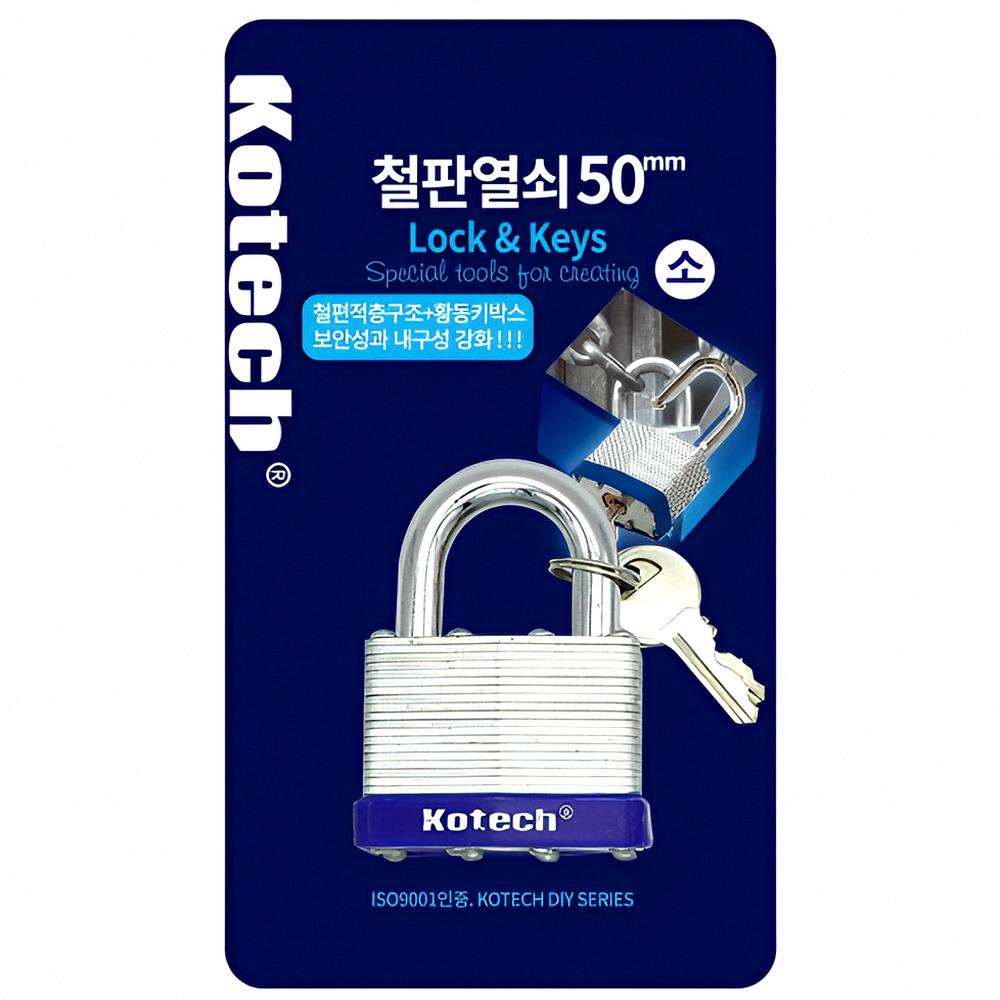 Kotech®
철판열쇠 50mm
Lock & Keys
Special tools for creating
소
철편적층구조+황동키박스
보안성과 내구성 강화!!!
Kotech®
ISO9001인증. KOTECH DIY SERIES